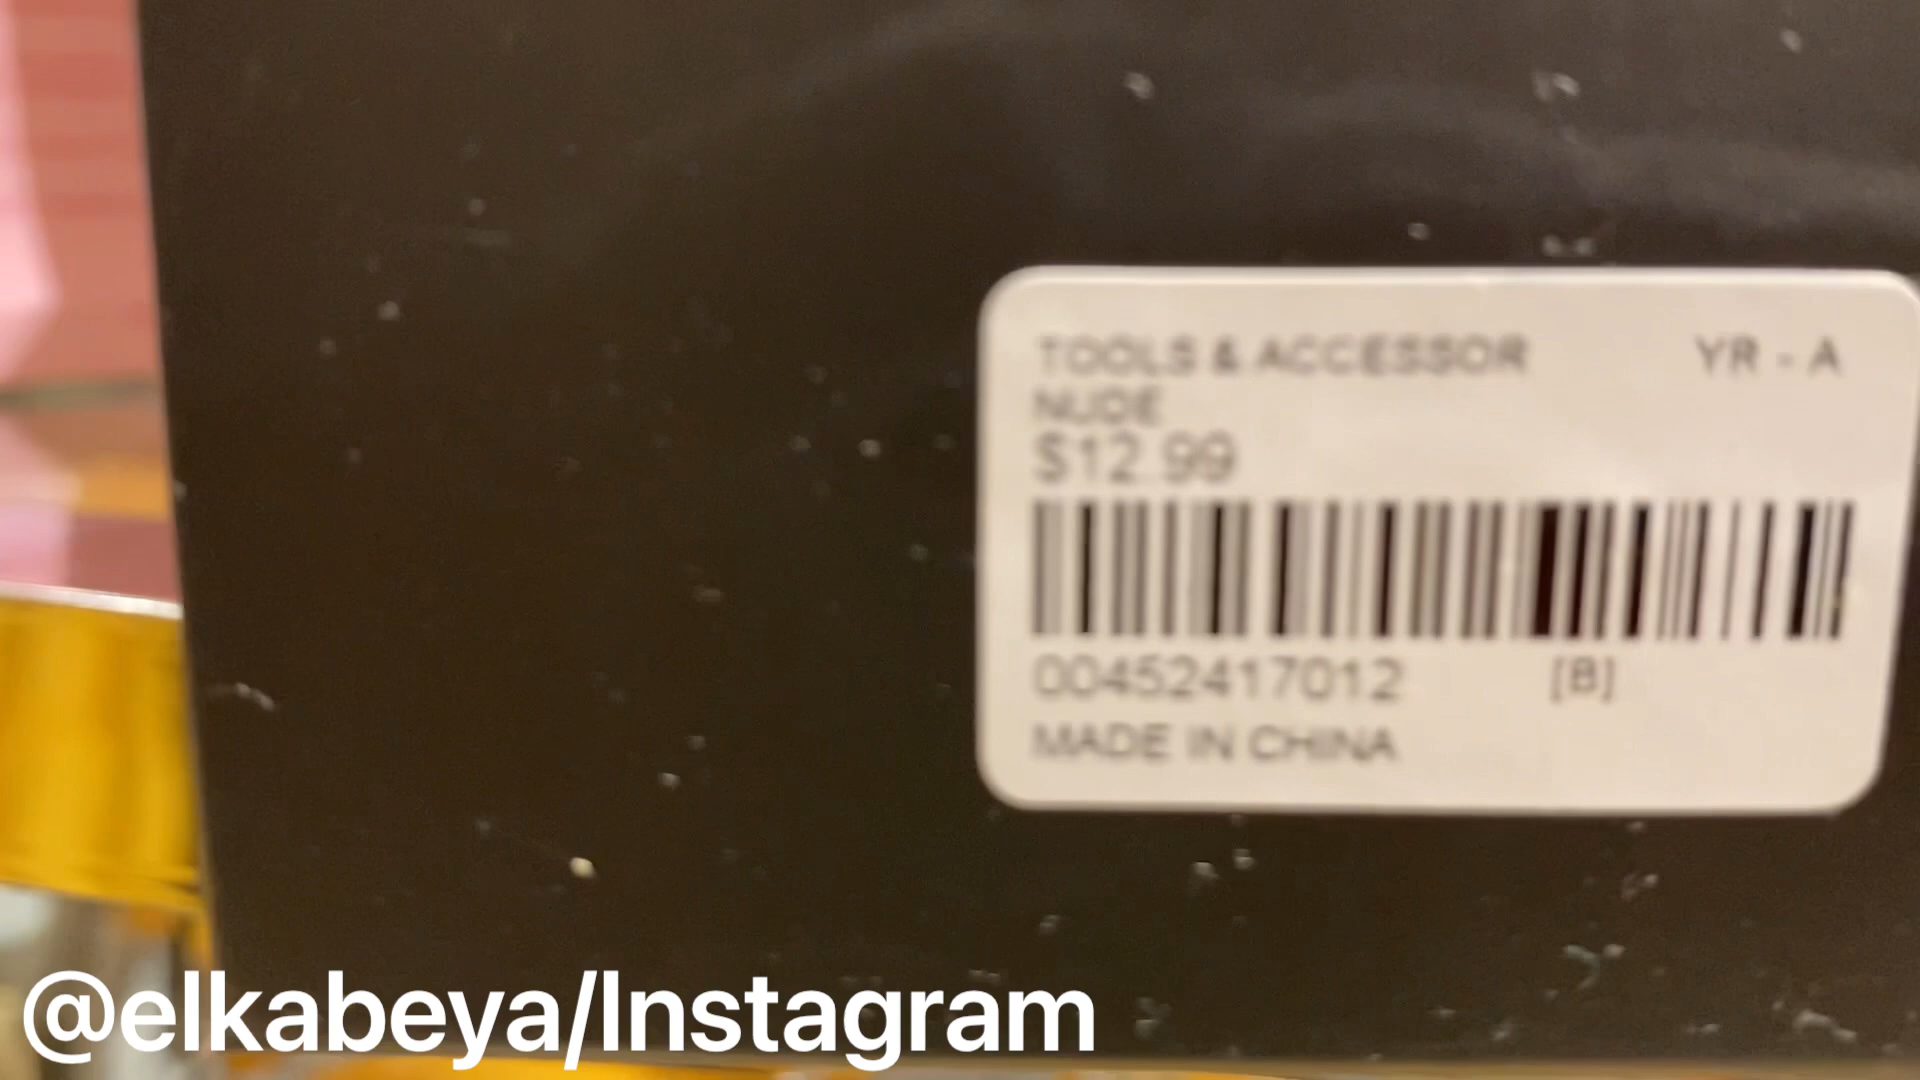 TOOLS & ACCESSOR YR - A
NUDE
$12.99
00452417012 [B]
MADE IN CHINA
@elkabeya/Instagram